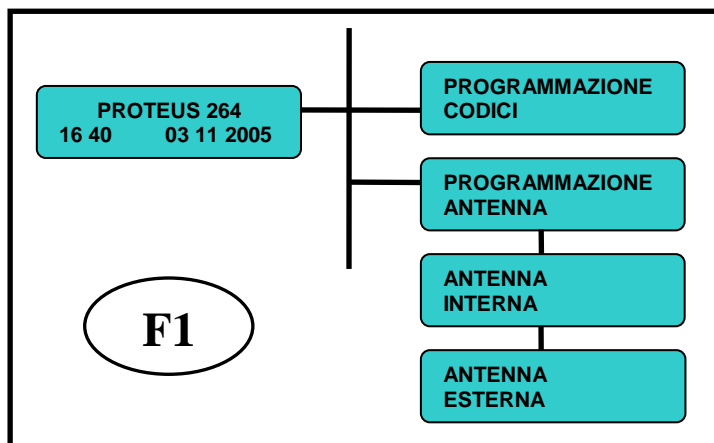 PROTEUS 264
16 40 03 11 2005
F1
PROGRAMMAZIONE
CODICI
PROGRAMMAZIONE
ANTENNA
ANTENNA
INTERNA
ANTENNA
ESTERNA